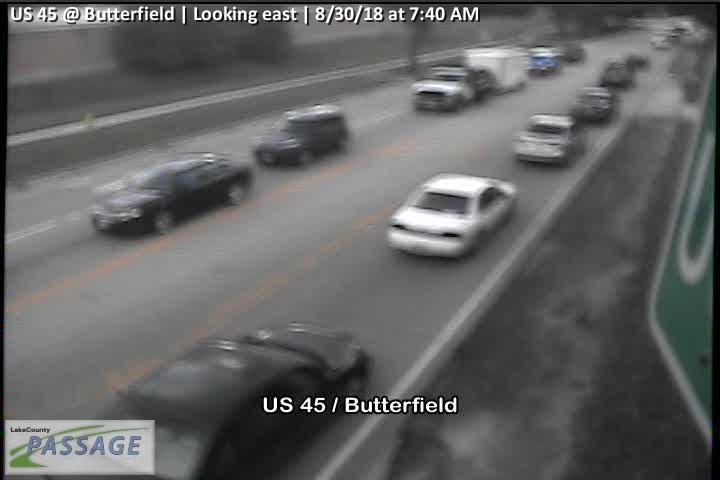 US 45 @ Butterfield | Looking east | 8/30/18 at 7:40 AM
US 45 / Butterfield
LakeCounty
PASSAGE